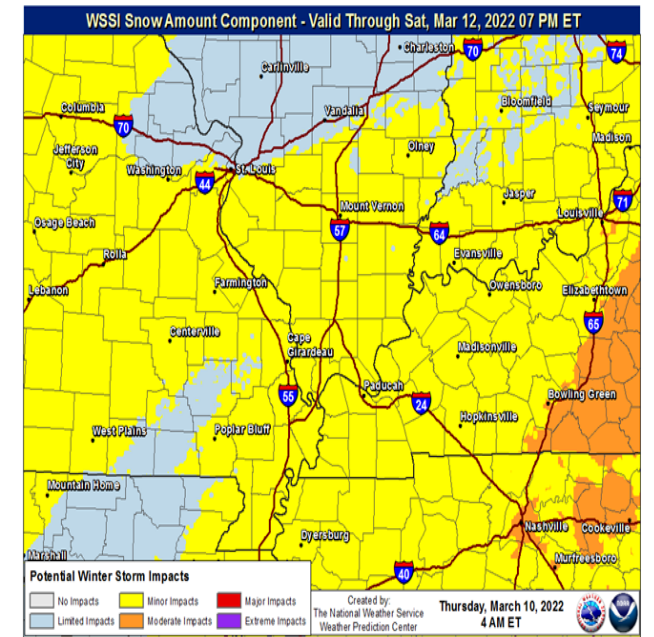 WSSI Snow Amount Component - Valid Through Sat, Mar 12, 2022 07 PM ET
Charleston
70
74
Carlinville
Columbia
Vandalia
Bloomfield
Seymour
70
Jefferson
City
Olney
Madison
Washington
St. Louis
44
Jasper
71
Mount Vernon
Louisville
Osage Beach
57
64
Rolla
Evansville
Lebanon
Farmington
Owensboro
Elizabethtown
65
Centerville
Cape
Girardeau
Madisonville
55
Paducah
24
Bowling Green
West Plains
Poplar Bluff
Hopkinsville
Mountain Home
Nashville
Cookeville
Dyersburg
Marshall
40
Murfreesboro
Potential Winter Storm Impacts
No Impacts
Minor Impacts
Major Impacts
Limited Impacts
Moderate Impacts
Extreme Impacts
Created by:
The National Weather Service
Weather Prediction Center
Thursday, March 10, 2022
4 AM ET